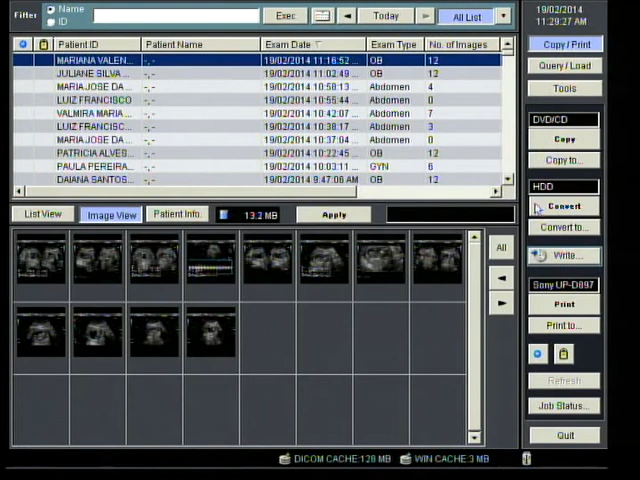 Filter Name ID Exec Today All List
19/02/2014
11:29:27 AM
Patient ID Patient Name Exam Date Exam Type No. of Images
MARIANA VALEN... -,- 19/02/2014 11:16:52 ... OB 12
JULIANE SILVA ... -,- 19/02/2014 11:02:49 ... OB 12
MARIA JOSE DA ... -,- 19/02/2014 10:58:13 ... Abdomen 4
LUIZ FRANCISCO -,- 19/02/2014 10:55:44 ... Abdomen 0
VALMIRA MARIA ... -,- 19/02/2014 10:42:07 ... Abdomen 7
LUIZ FRANCISC... -,- 19/02/2014 10:38:17 ... Abdomen 3
MARIA JOSE DA ... -,- 19/02/2014 10:37:04 ... Abdomen 0
PATRICIA ALVES... -,- 19/02/2014 10:22:45 ... OB 12
PAULA PEREIRA... -,- 19/02/2014 10:03:11 ... GYN 6
DAIANA SANTOS... -,- 19/02/2014 9:47:06 AM OB 12
List View Image View Patient Info. 13.2 MB Apply
All
Copy / Print
Query / Load
Tools
DVD/CD
Copy
Copy to...
HDD
Convert
Convert to...
Write...
Sony UP-D897
Print
Print to...
Refresh
Job Status...
Quit
DICOM CACHE:128 MB WIN CACHE:3 MB